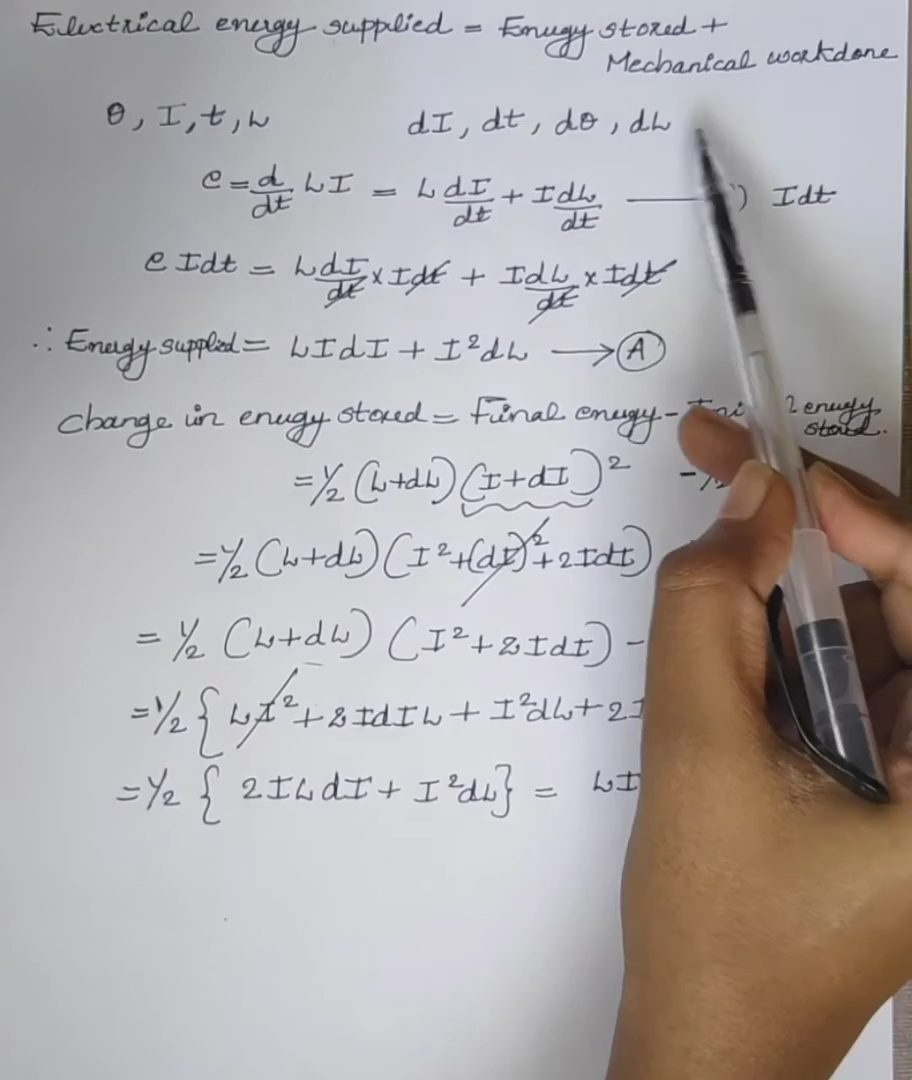 Electrical energy supplied = Energy stored +
Mechanical workdone
θ, I, t, L dI, dt, dθ, dL
e = d/dt LI = L dI/dt + I dL/dt ) Idt
e Idt = L dI/dt × Idt + I dL/dt × Idt
∴ Energy supplied = LIdI + I²dL → A
Change in energy stored = Final energy - energy
stored.
= 1/2 (L+dL) (I+dI)² -
= 1/2 (L+dL) (I²+(dI)²+2IdI)
= 1/2 (L+dL) (I²+2IdI) -
= 1/2 { LI²+2IdIL + I²dL+
= 1/2 { 2ILdI + I²dL} = LI